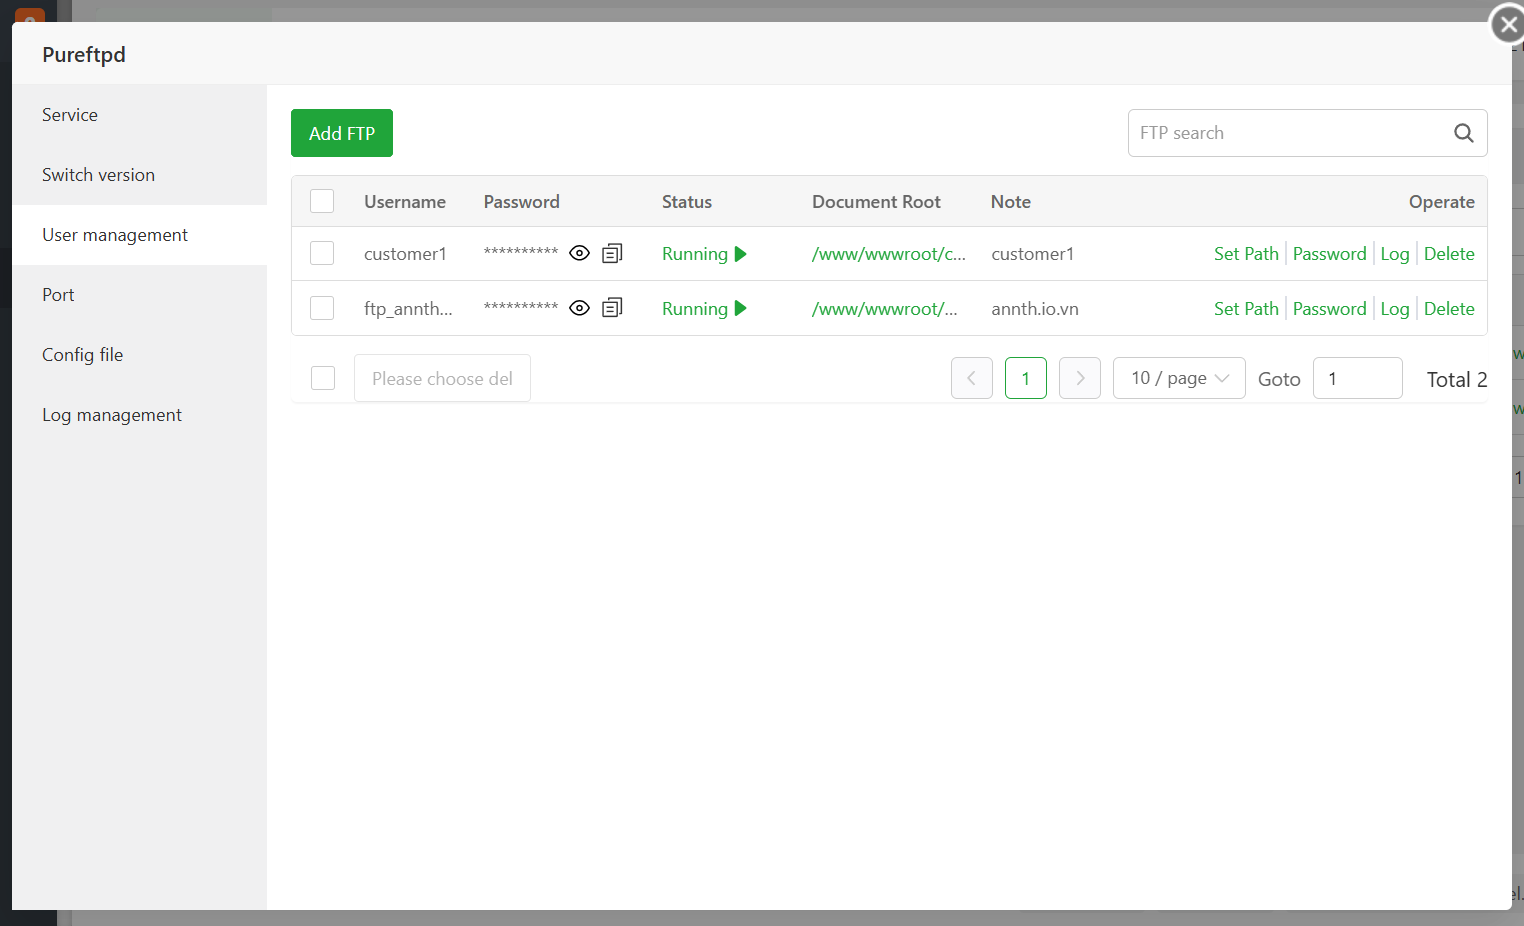 Pureftpd
Service
Switch version
User management
Port
Config file
Log management
Add FTP
FTP search
Username Password Status Document Root Note Operate
customer1 ********** Running /www/wwwroot/c... customer1 Set Path Password Log Delete
ftp_annth... ********** Running /www/wwwroot/... annth.io.vn Set Path Password Log Delete
Please choose del 1 10 / page Goto 1 Total 2